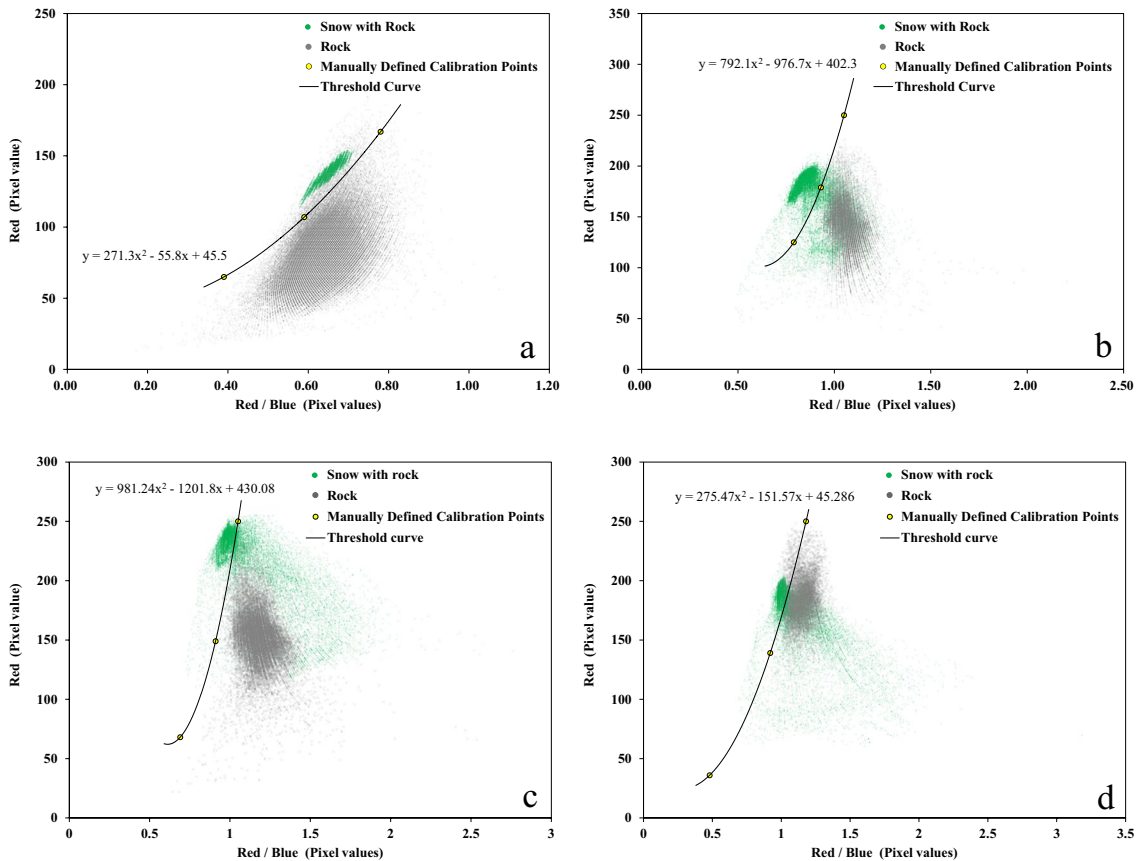 250
200
150
100
50
0
0.00 0.20 0.40 0.60 0.80 1.00 1.20
Red (Pixel value)
Red / Blue (Pixel values)
Snow with Rock
Rock
Manually Defined Calibration Points
Threshold Curve
y = 271.3x² - 55.8x + 45.5
a
350
300
250
200
150
100
50
0
0.00 0.50 1.00 1.50 2.00 2.50
Red (Pixel value)
Red / Blue (Pixel values)
Snow with Rock
Rock
y = 792.1x² - 976.7x + 402.3
Manually Defined Calibration Points
Threshold Curve
b
300
250
200
150
100
50
0
0 0.5 1 1.5 2 2.5 3
Red (Pixel value)
Red / Blue (Pixel values)
Snow with rock
y = 981.24x² - 1201.8x + 430.08
Rock
Manually Defined Calibration Points
Threshold curve
c
300
250
200
150
100
50
0
0 0.5 1 1.5 2 2.5 3 3.5
Red (Pixel value)
Red / Blue (Pixel values)
Snow with rock
y = 275.47x² - 151.57x + 45.286
Rock
Manually Defined Calibration Points
Threshold curve
d